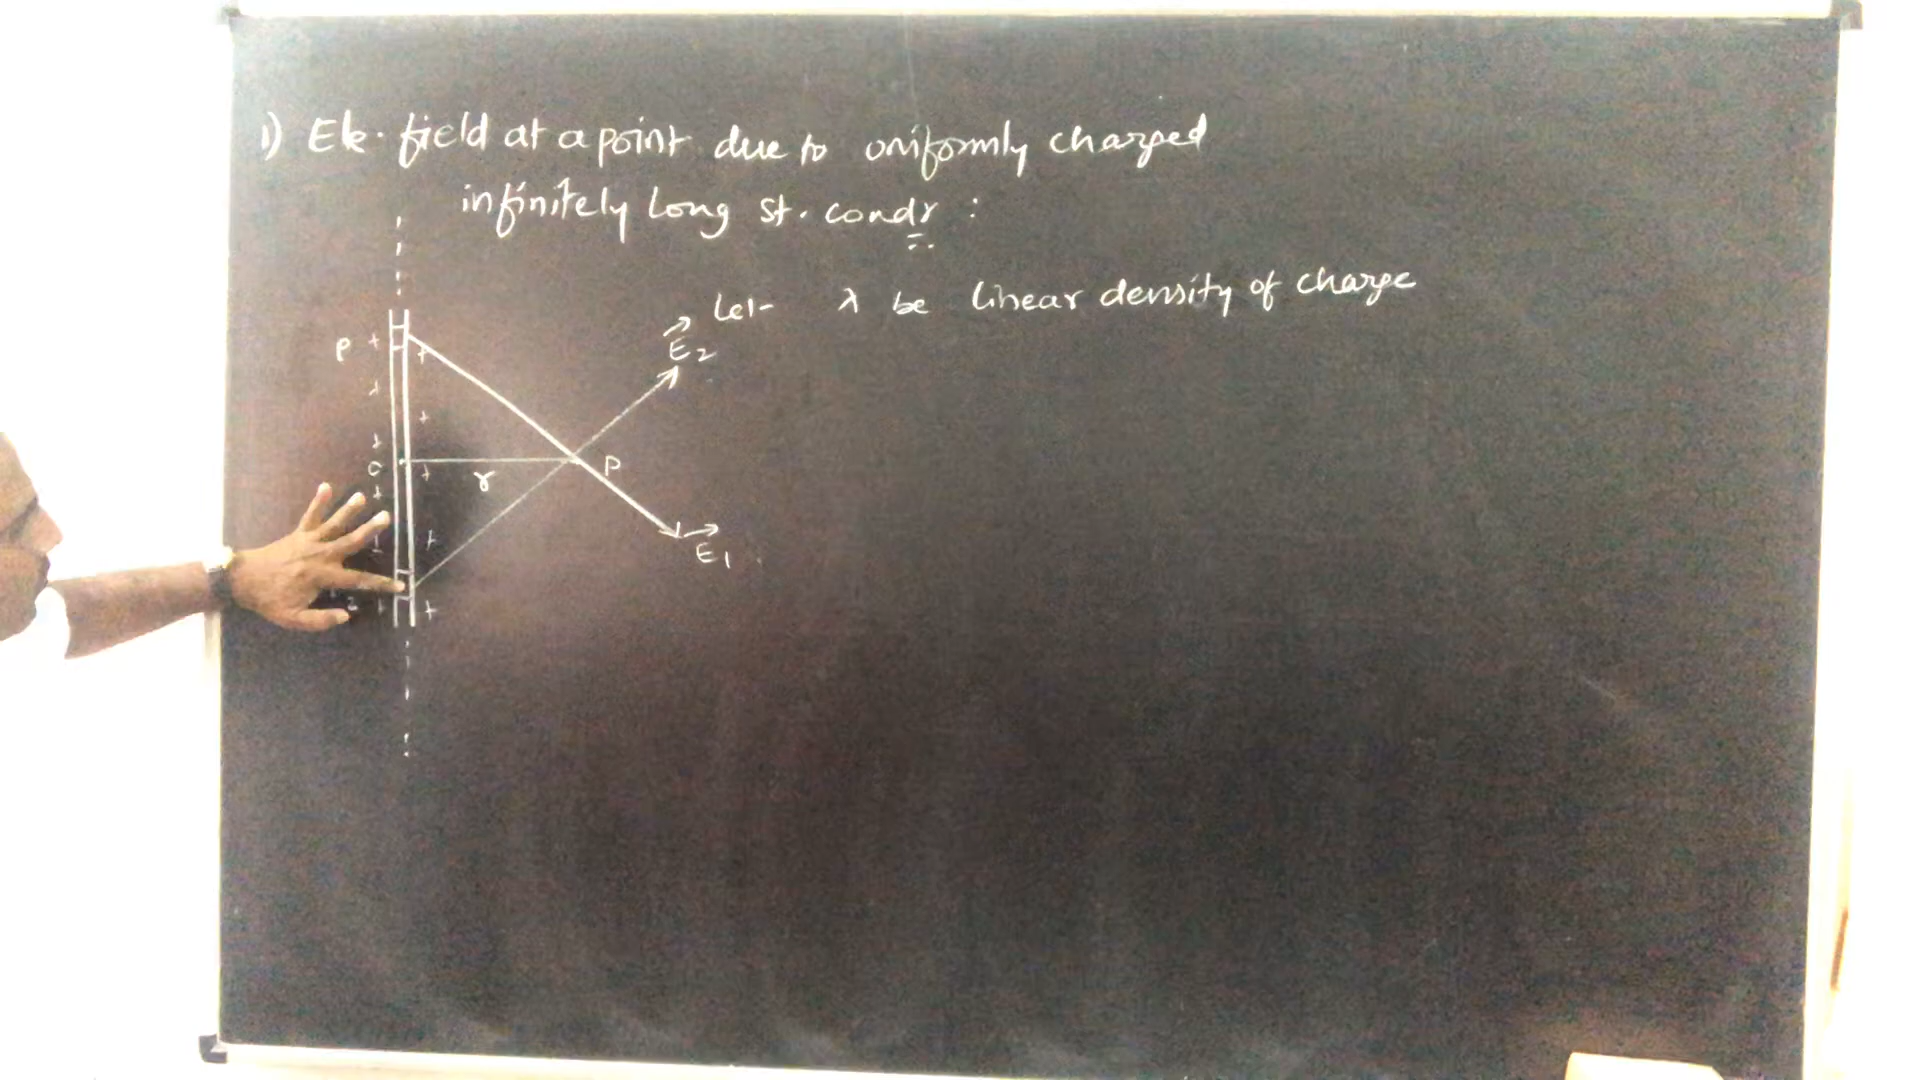 1) Ele. field at a point due to uniformly charged
infinitely long st. condr :
Let λ be linear density of charge
E₂
P
O
r
P
E₁
2